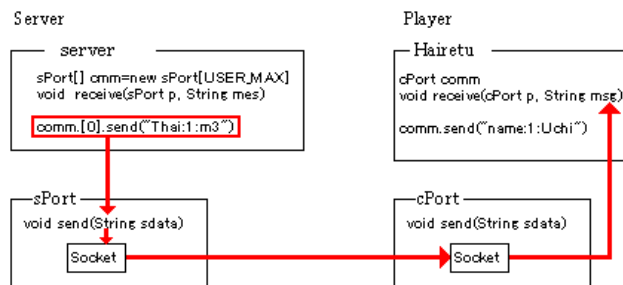 Server
Player
server
sPort[] cmm=new sPort[USER_MAX]
void receive(sPort p, String mes)
comm.[0].send("Thai:1:m3")
Hairetu
cPort comm
void receive(cPort p, String msg)
comm.send("name:1:Uchi")
sPort
void send(String sdata)
Socket
cPort
void send(String sdata)
Socket